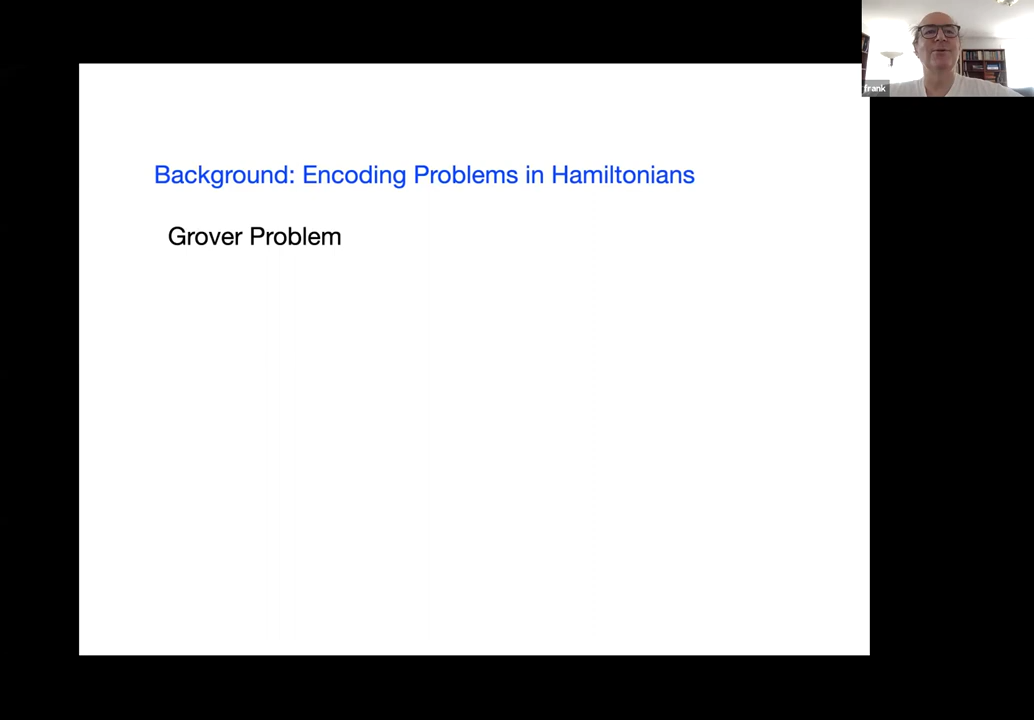 frank
Background: Encoding Problems in Hamiltonians
Grover Problem